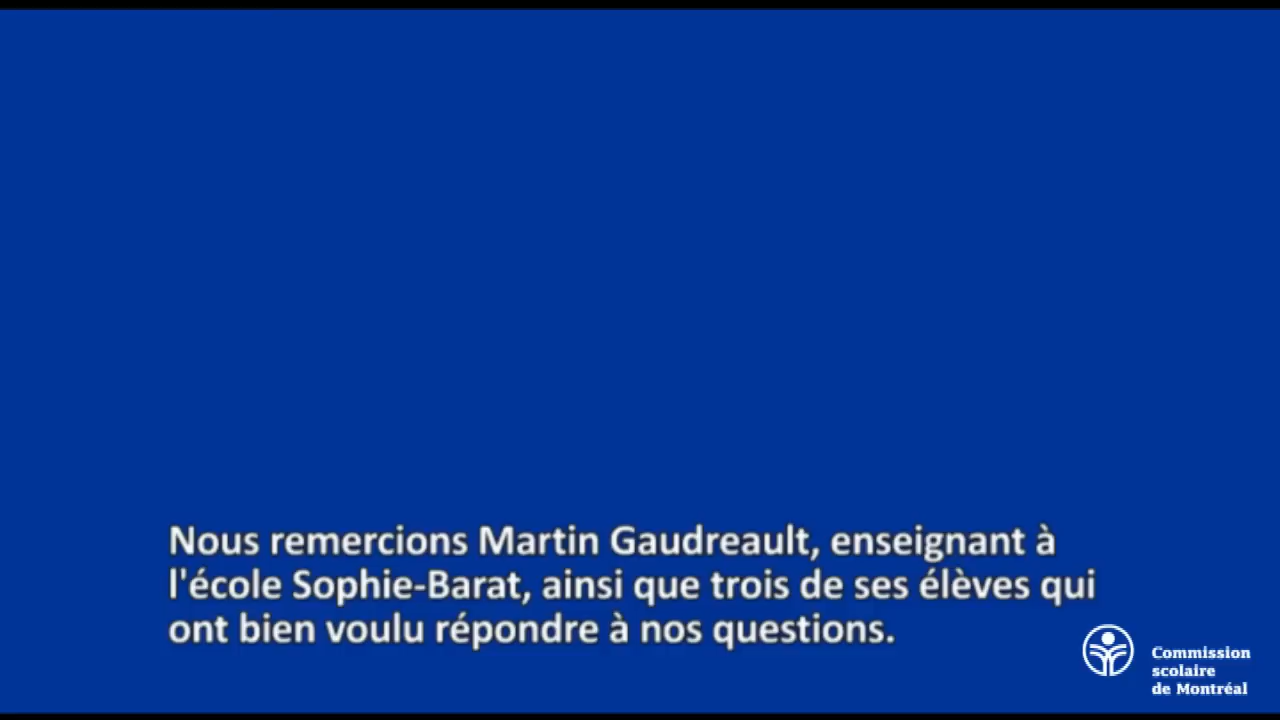 Nous remercions Martin Gaudreault, enseignant à
l'école Sophie-Barat, ainsi que trois de ses élèves qui
ont bien voulu répondre à nos questions.
Commission
scolaire
de Montréal